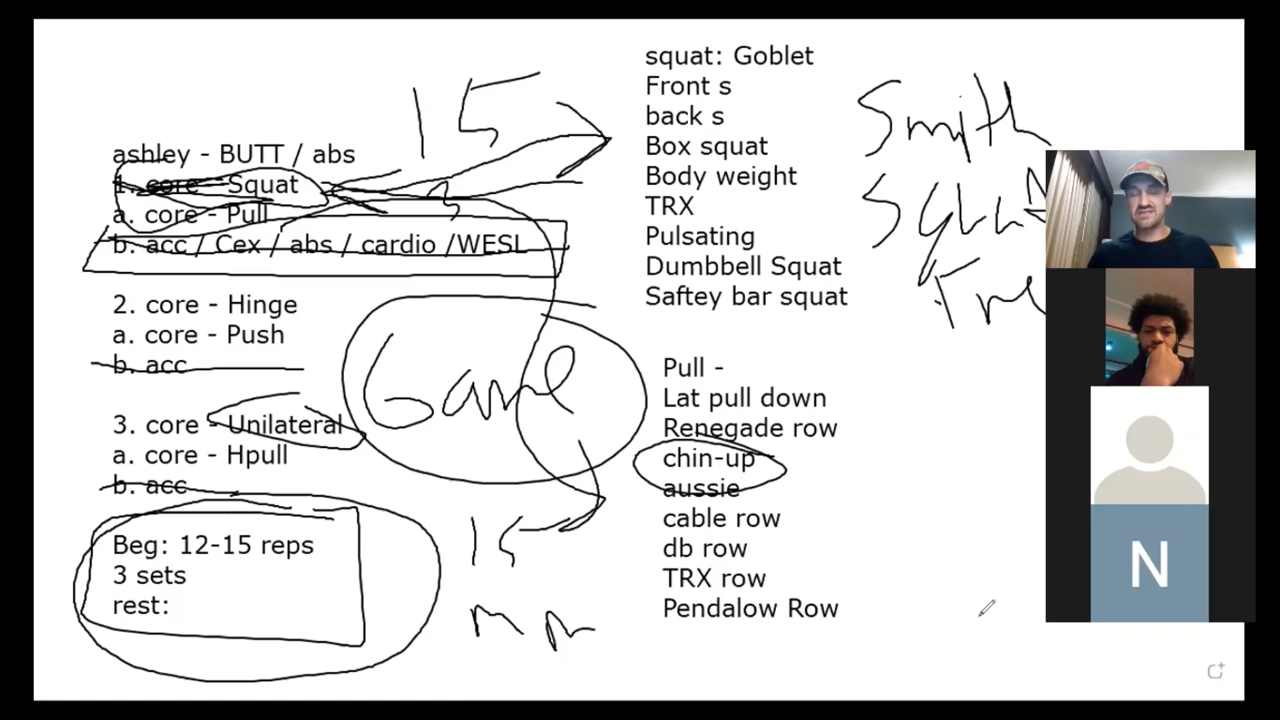 ashley - BUTT / abs
1. core - Squat
a. core - Pull
b. acc / Cex / abs / cardio /WESL
2. core - Hinge
a. core - Push
b. acc
3. core - Unilateral
a. core - Hpull
b. acc
Beg: 12-15 reps
3 sets
rest:
15
Game
15
squat: Goblet
Front s
back s
Box squat
Body weight
TRX
Pulsating
Dumbbell Squat
Saftey bar squat
Pull -
Lat pull down
Renegade row
chin-up
aussie
cable row
db row
TRX row
Pendalow Row
Smith
N